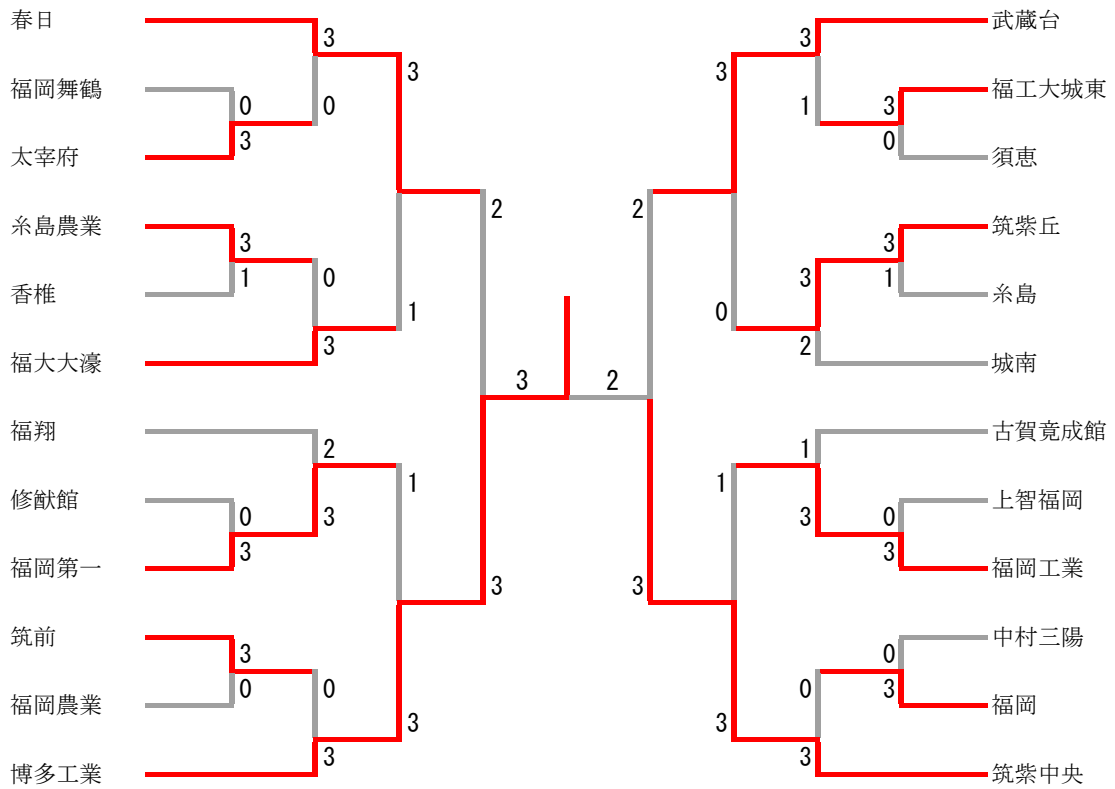 春日
福岡舞鶴
太宰府
糸島農業
香椎
福大大濠
福翔
修猷館
福岡第一
筑前
福岡農業
博多工業
3
0
0
3
3
3
1
0
3
1
2
2
0
3
3
1
3
0
0
3
3
3
3
2
2
3
3
0
1
3
3
1
3
0
3
3
2
1
1
3
3
0
3
0
0
3
3
3
武蔵台
福工大城東
須恵
筑紫丘
糸島
城南
古賀竟成館
上智福岡
福岡工業
中村三陽
福岡
筑紫中央